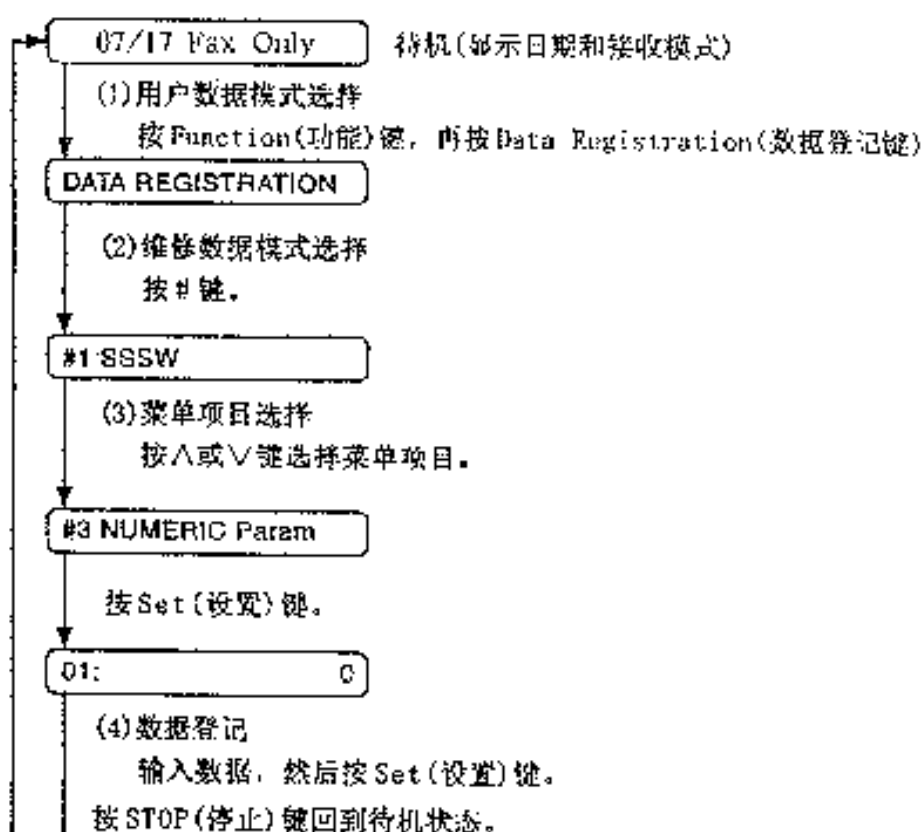 07/17 Fax Only 待机(显示日期和接收模式)
(1)用户数据模式选择
按Function(功能)键，再按Data Registration(数据登记键)
DATA REGISTRATION
(2)维修数据模式选择
按#键。
#1 SSSW
(3)菜单项目选择
按∧或∨键选择菜单项目。
#3 NUMERIC Param
按Set(设置)键。
01: 0
(4)数据登记
输入数据，然后按Set(设置)键。
按STOP(停止)键回到待机状态。